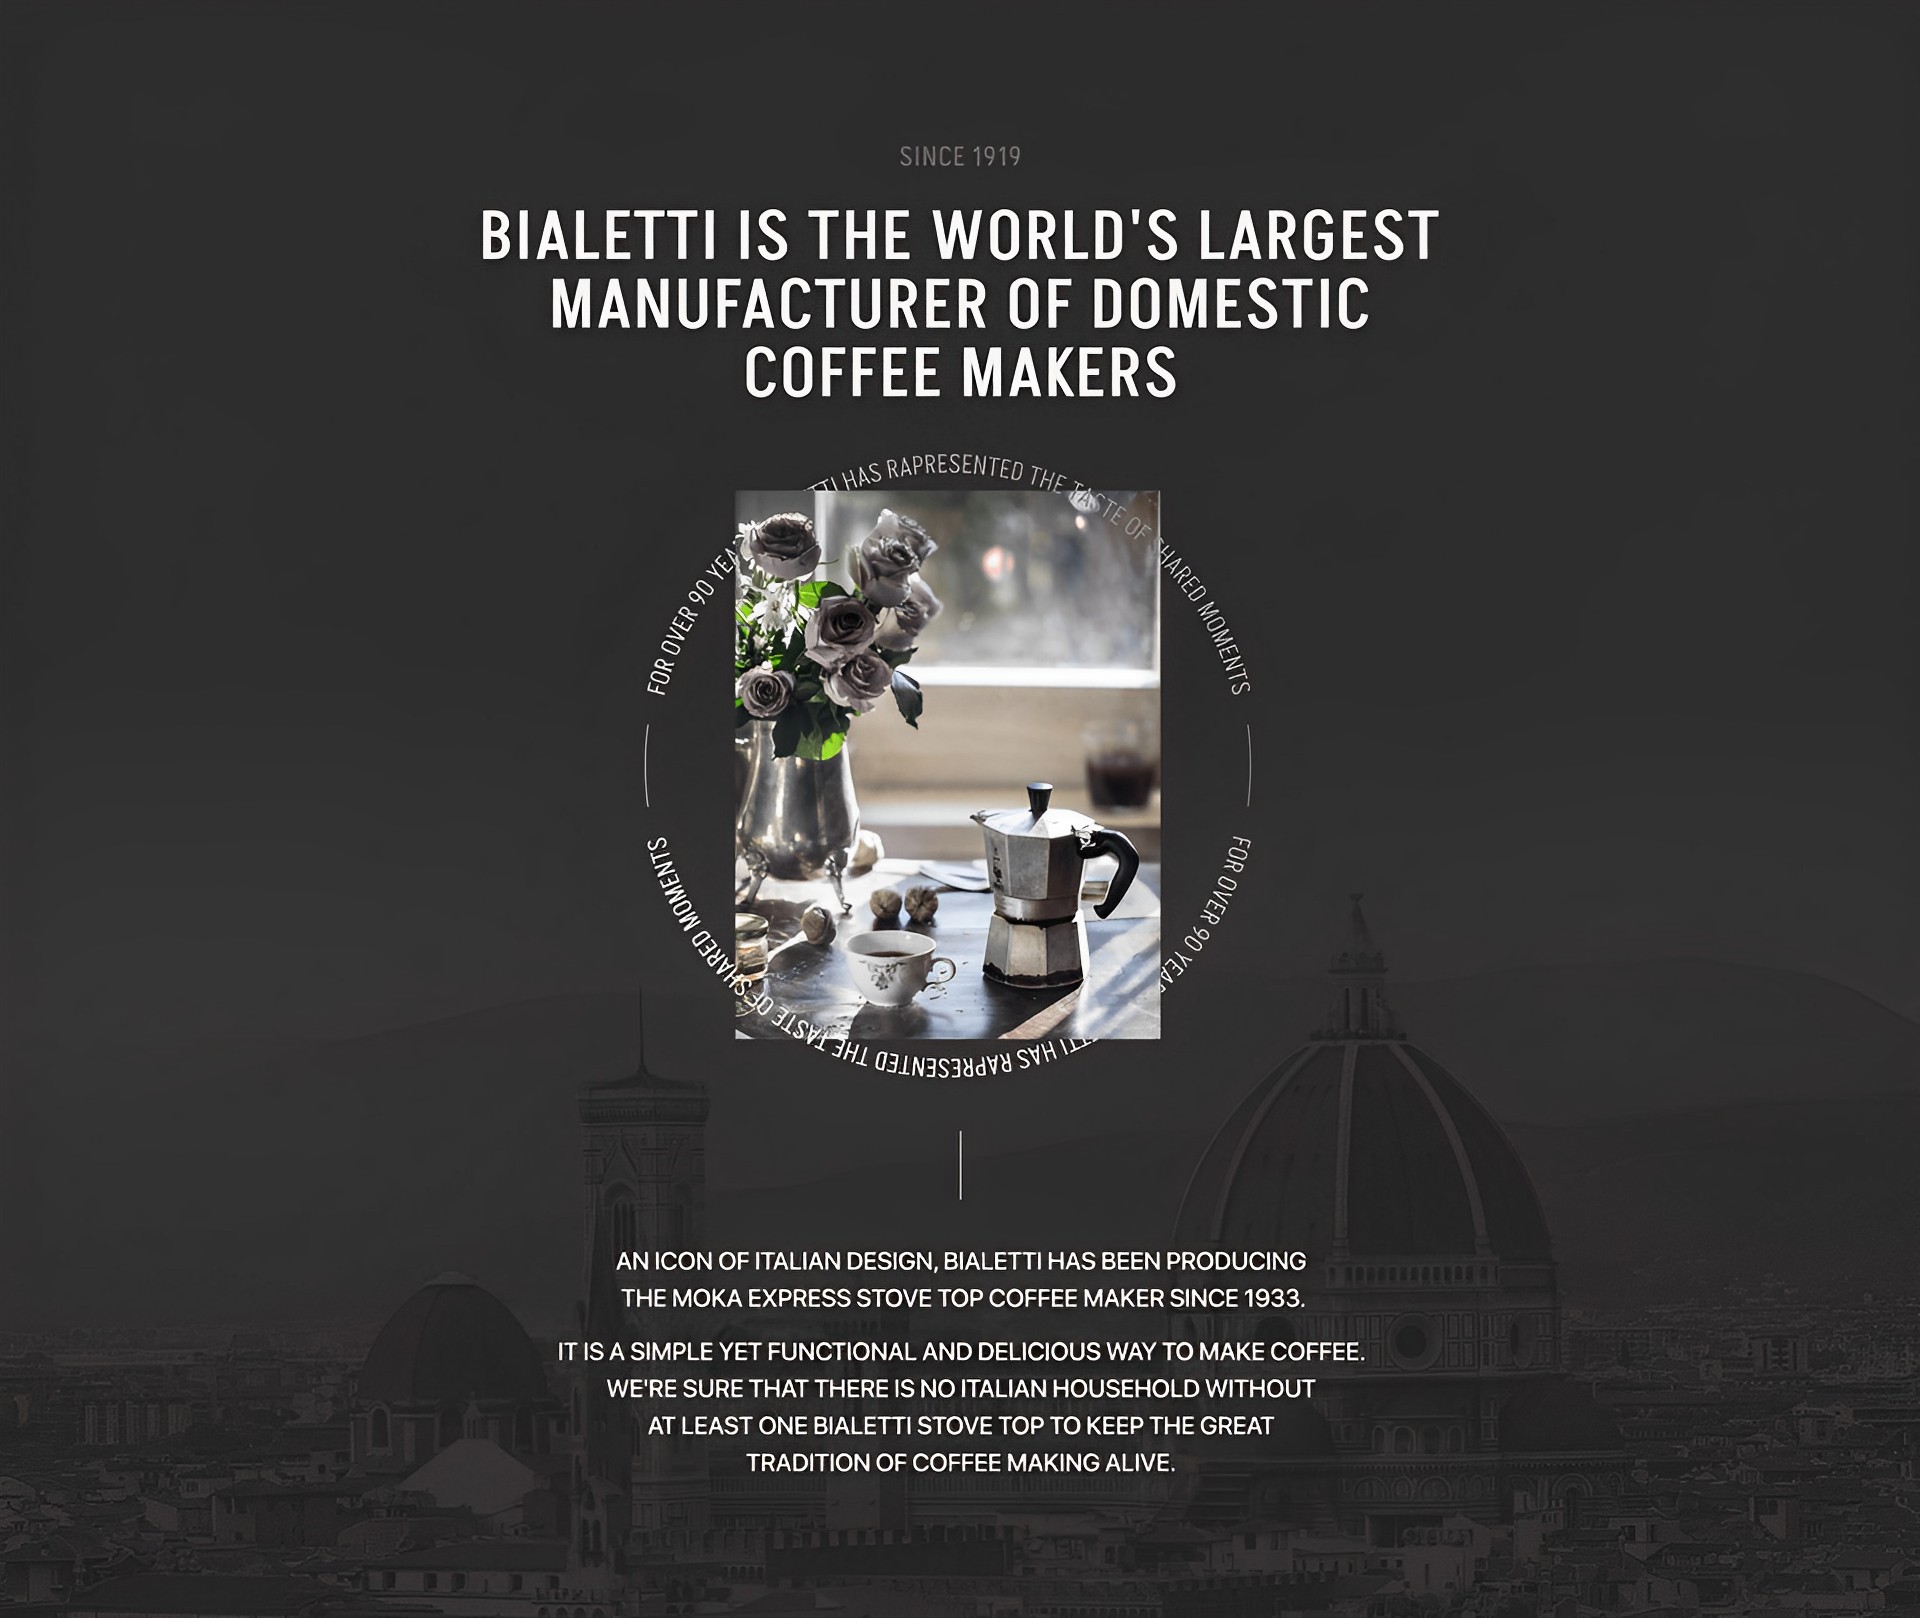 SINCE 1919
BIALETTI IS THE WORLD'S LARGEST
MANUFACTURER OF DOMESTIC
COFFEE MAKERS
FOR OVER 90 HAS RAPRESENTED THE TASTE OF SHARED MOMENTS
FOR OVER 90 HAS RAPRESENTED THE TASTE OF SHARED MOMENTS
AN ICON OF ITALIAN DESIGN, BIALETTI HAS BEEN PRODUCING
THE MOKA EXPRESS STOVE TOP COFFEE MAKER SINCE 1933.
IT IS A SIMPLE YET FUNCTIONAL AND DELICIOUS WAY TO MAKE COFFEE.
WE'RE SURE THAT THERE IS NO ITALIAN HOUSEHOLD WITHOUT
AT LEAST ONE BIALETTI STOVE TOP TO KEEP THE GREAT
TRADITION OF COFFEE MAKING ALIVE.